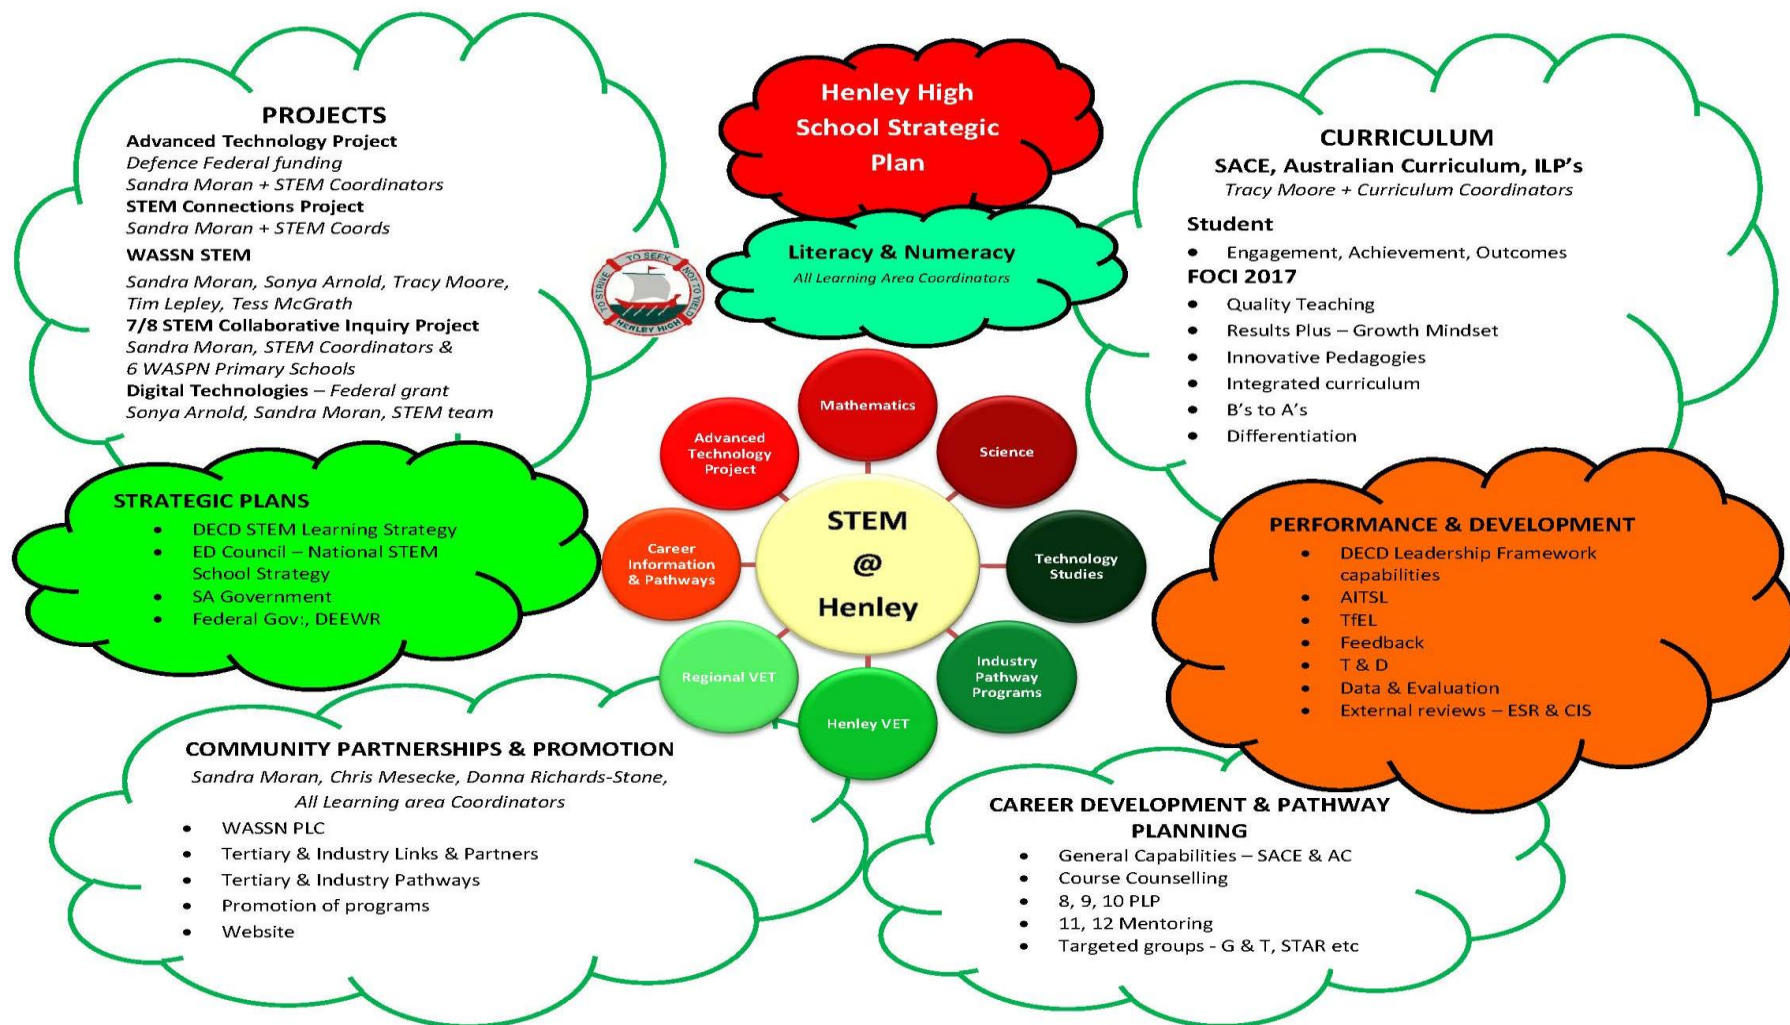 PROJECTS
Advanced Technology Project
Defence Federal funding
Sandra Moran + STEM Coordinators
STEM Connections Project
Sandra Moran + STEM Coords
WASSN STEM
Sandra Moran, Sonya Arnold, Tracy Moore,
Tim Lepley, Tess McGrath
7/8 STEM Collaborative Inquiry Project
Sandra Moran, STEM Coordinators &
6 WASPN Primary Schools
Digital Technologies – Federal grant
Sonya Arnold, Sandra Moran, STEM team
Henley High
School Strategic
Plan
Literacy & Numeracy
All Learning Area Coordinators
TO STRIVE
TO SEEK
NOT TO YIELD
HENLEY HIGH
CURRICULUM
SACE, Australian Curriculum, ILP's
Tracy Moore + Curriculum Coordinators
Student
• Engagement, Achievement, Outcomes
FOCI 2017
• Quality Teaching
• Results Plus – Growth Mindset
• Innovative Pedagogies
• Integrated curriculum
• B's to A's
• Differentiation
STRATEGIC PLANS
• DECD STEM Learning Strategy
• ED Council – National STEM
School Strategy
• SA Government
• Federal Gov:, DEEWR
STEM
@
Henley
Mathematics
Science
Technology
Studies
Industry
Pathway
Programs
Henley VET
Regional VET
Career
Information
& Pathways
Advanced
Technology
Project
PERFORMANCE & DEVELOPMENT
• DECD Leadership Framework
capabilities
• AITSL
• TfEL
• Feedback
• T & D
• Data & Evaluation
• External reviews – ESR & CIS
COMMUNITY PARTNERSHIPS & PROMOTION
Sandra Moran, Chris Mesecke, Donna Richards-Stone,
All Learning area Coordinators
• WASSN PLC
• Tertiary & Industry Links & Partners
• Tertiary & Industry Pathways
• Promotion of programs
• Website
CAREER DEVELOPMENT & PATHWAY
PLANNING
• General Capabilities – SACE & AC
• Course Counselling
• 8, 9, 10 PLP
• 11, 12 Mentoring
• Targeted groups - G & T, STAR etc